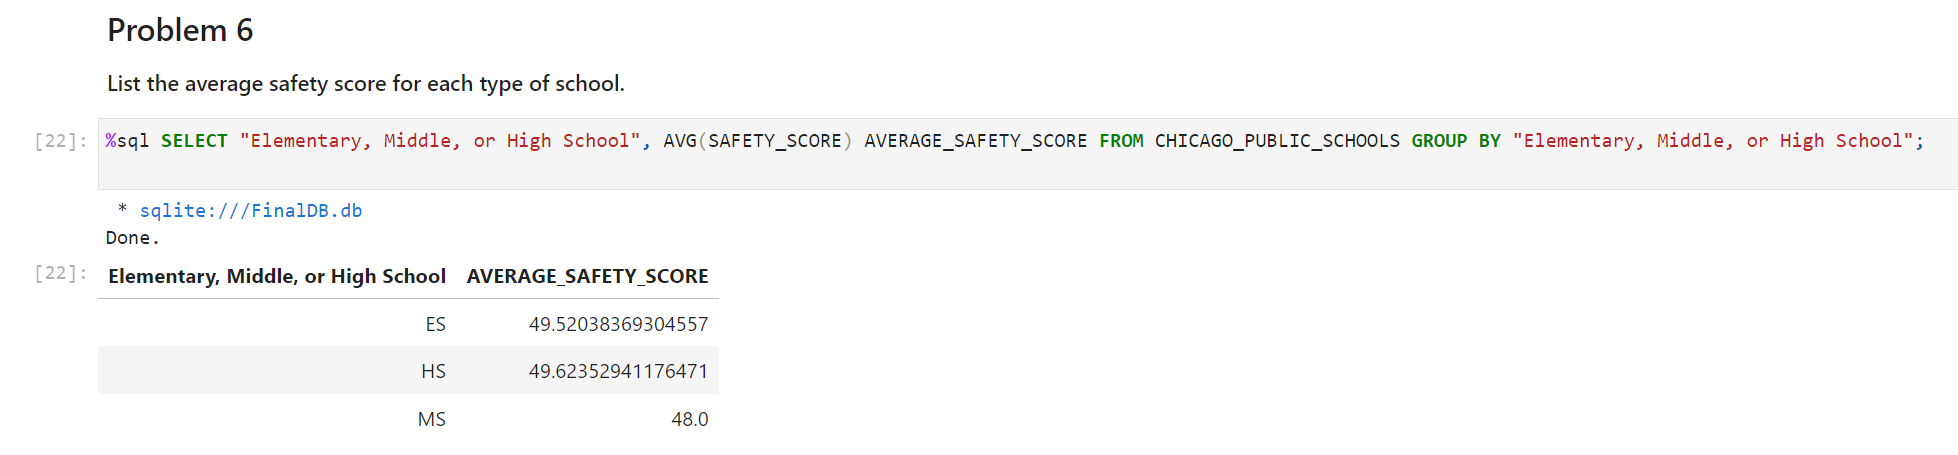 Problem 6
List the average safety score for each type of school.
[22]: %sql SELECT "Elementary, Middle, or High School", AVG(SAFETY_SCORE) AVERAGE_SAFETY_SCORE FROM CHICAGO_PUBLIC_SCHOOLS GROUP BY "Elementary, Middle, or High School";
* sqlite:///FinalDB.db
Done.
[22]: Elementary, Middle, or High School AVERAGE_SAFETY_SCORE
ES 49.52038369304557
HS 49.62352941176471
MS 48.0